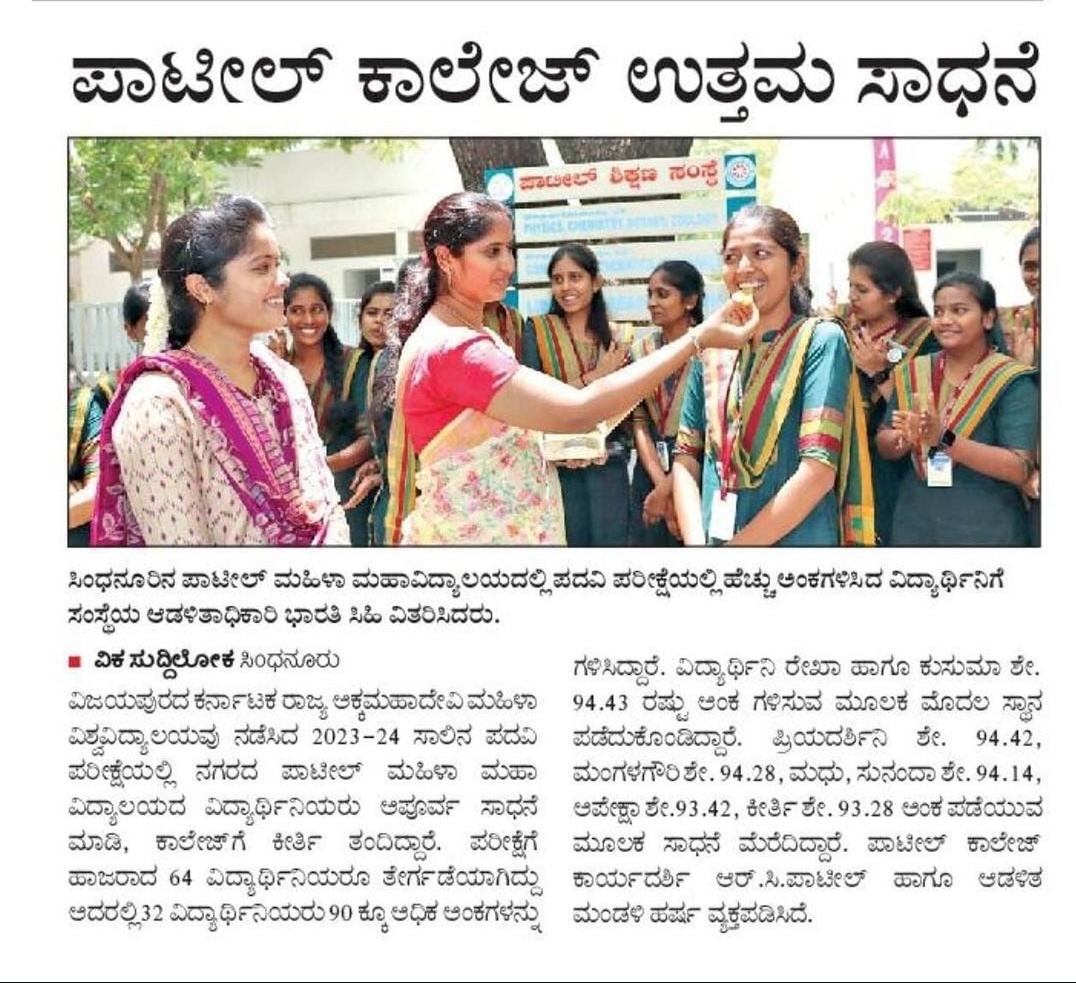 ಪಾಟೀಲ್ ಕಾಲೇಜ್ ಉತ್ತಮ ಸಾಧನೆ
ಪಾಟೀಲ್ ಶಿಕ್ಷಣ ಸಂಸ್ಥೆ
PHYSICS, CHEMISTRY, BOTANY, ZOOLOGY
ಸಿಂಧನೂರಿನ ಪಾಟೀಲ್ ಮಹಿಳಾ ಮಹಾವಿದ್ಯಾಲಯದಲ್ಲಿ ಪದವಿ ಪರೀಕ್ಷೆಯಲ್ಲಿ ಹೆಚ್ಚು ಅಂಕಗಳಿಸಿದ ವಿದ್ಯಾರ್ಥಿನಿಗೆ
ಸಂಸ್ಥೆಯ ಆಡಳಿತಾಧಿಕಾರಿ ಭಾರತಿ ಸಿಹಿ ವಿತರಿಸಿದರು.
■ ವಿಕ ಸುದ್ದಿಲೋಕ ಸಿಂಧನೂರು
ವಿಜಯಪುರದ ಕರ್ನಾಟಕ ರಾಜ್ಯ ಅಕ್ಕಮಹಾದೇವಿ ಮಹಿಳಾ
ವಿಶ್ವವಿದ್ಯಾಲಯವು ನಡೆಸಿದ 2023-24 ಸಾಲಿನ ಪದವಿ
ಪರೀಕ್ಷೆಯಲ್ಲಿ ನಗರದ ಪಾಟೀಲ್ ಮಹಿಳಾ ಮಹಾ
ವಿದ್ಯಾಲಯದ ವಿದ್ಯಾರ್ಥಿನಿಯರು ಅಪೂರ್ವ ಸಾಧನೆ
ಮಾಡಿ, ಕಾಲೇಜ್‌ಗೆ ಕೀರ್ತಿ ತಂದಿದ್ದಾರೆ. ಪರೀಕ್ಷೆಗೆ
ಹಾಜರಾದ 64 ವಿದ್ಯಾರ್ಥಿನಿಯರೂ ತೇರ್ಗಡೆಯಾಗಿದ್ದು
ಅದರಲ್ಲಿ 32 ವಿದ್ಯಾರ್ಥಿನಿಯರು 90 ಕ್ಕೂ ಅಧಿಕ ಅಂಕಗಳನ್ನು
ಗಳಿಸಿದ್ದಾರೆ. ವಿದ್ಯಾರ್ಥಿನಿ ರೇಖಾ ಹಾಗೂ ಕುಸುಮಾ ಶೇ.
94.43 ರಷ್ಟು ಅಂಕ ಗಳಿಸುವ ಮೂಲಕ ಮೊದಲ ಸ್ಥಾನ
ಪಡೆದುಕೊಂಡಿದ್ದಾರೆ. ಪ್ರಿಯದರ್ಶಿನಿ ಶೇ. 94.42,
ಮಂಗಳಗೌರಿ ಶೇ. 94.28, ಮಧು, ಸುನಂದಾ ಶೇ. 94.14,
ಅಪೇಕ್ಷಾ ಶೇ.93.42, ಕೀರ್ತಿ ಶೇ. 93.28 ಅಂಕ ಪಡೆಯುವ
ಮೂಲಕ ಸಾಧನೆ ಮೆರೆದಿದ್ದಾರೆ. ಪಾಟೀಲ್ ಕಾಲೇಜ್
ಕಾರ್ಯದರ್ಶಿ ಆರ್.ಸಿ.ಪಾಟೀಲ್ ಹಾಗೂ ಆಡಳಿತ
ಮಂಡಳಿ ಹರ್ಷ ವ್ಯಕ್ತಪಡಿಸಿದೆ.